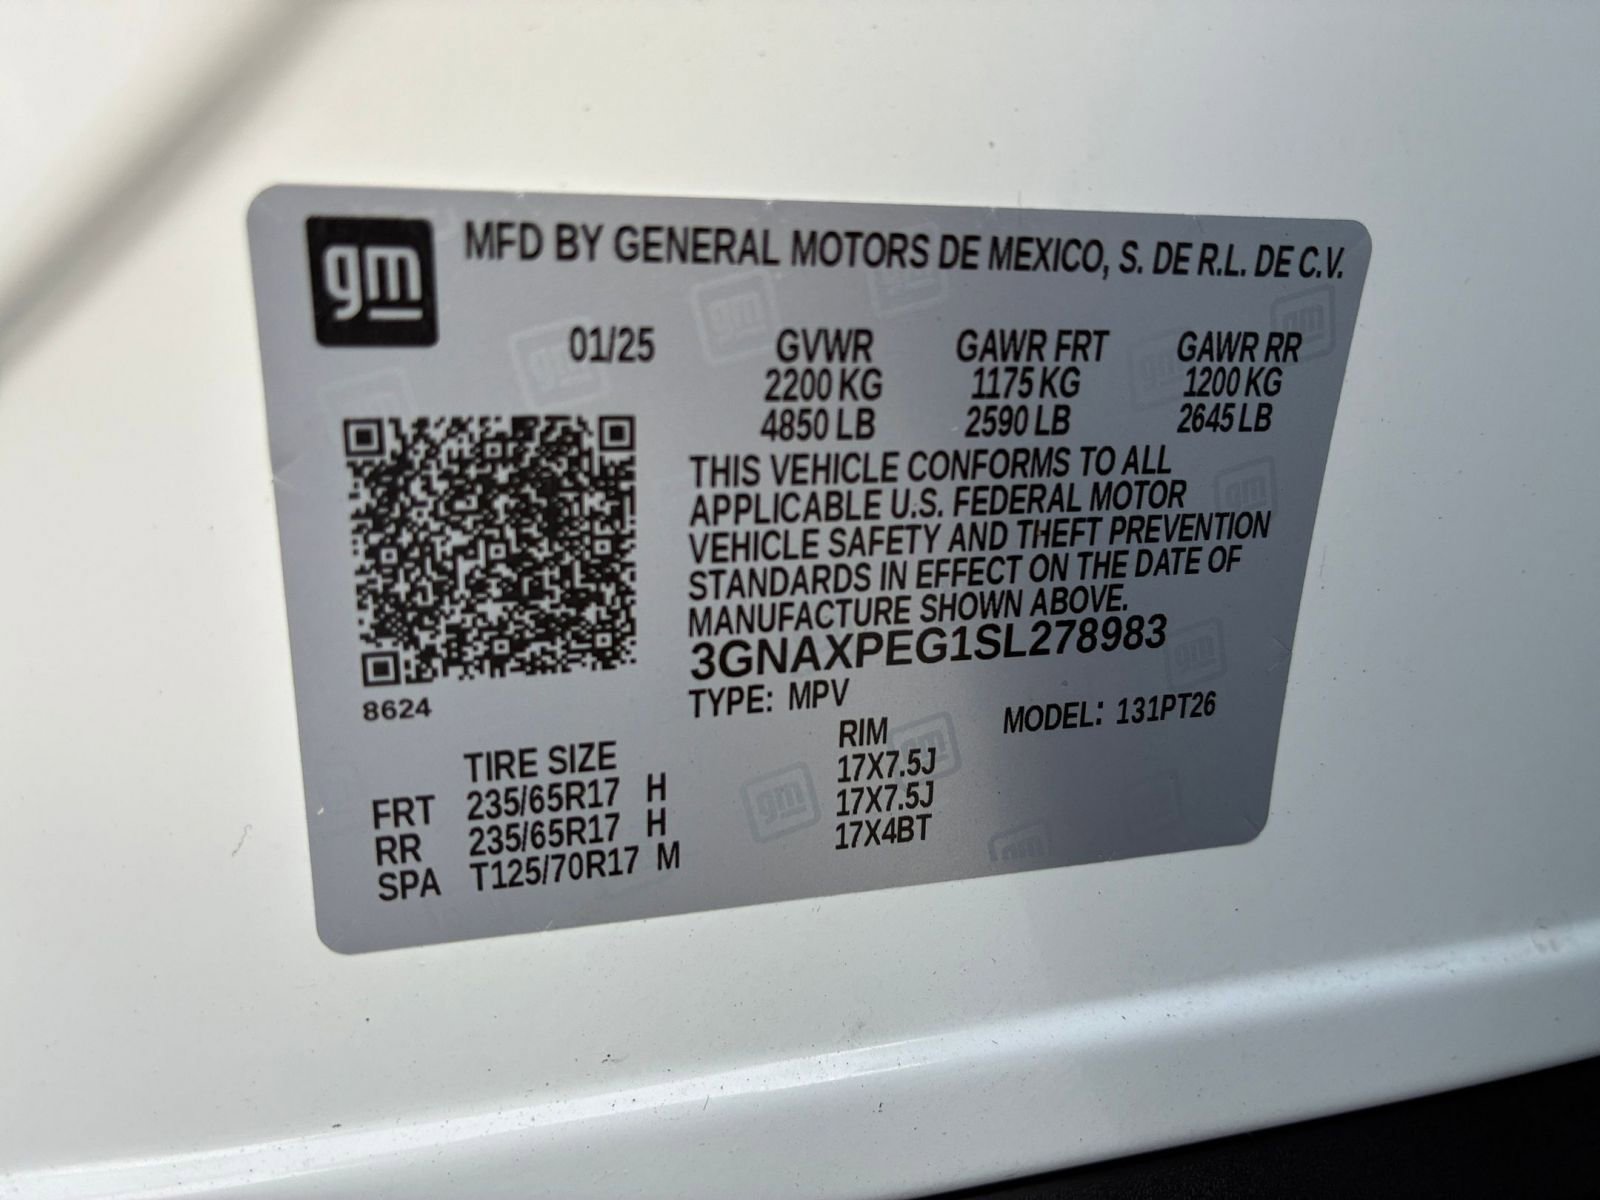 gm
MFD BY GENERAL MOTORS DE MEXICO, S. DE R.L. DE C.V.
01/25 GVWR GAWR FRT GAWR RR
2200 KG 1175 KG 1200 KG
4850 LB 2590 LB 2645 LB
THIS VEHICLE CONFORMS TO ALL
APPLICABLE U.S. FEDERAL MOTOR
VEHICLE SAFETY AND THEFT PREVENTION
STANDARDS IN EFFECT ON THE DATE OF
MANUFACTURE SHOWN ABOVE.
3GNAXPEG1SL278983
8624
TYPE: MPV MODEL: 131PT26
TIRE SIZE RIM
FRT 235/65R17 H 17X7.5J
RR 235/65R17 H 17X7.5J
SPA T125/70R17 M 17X4BT